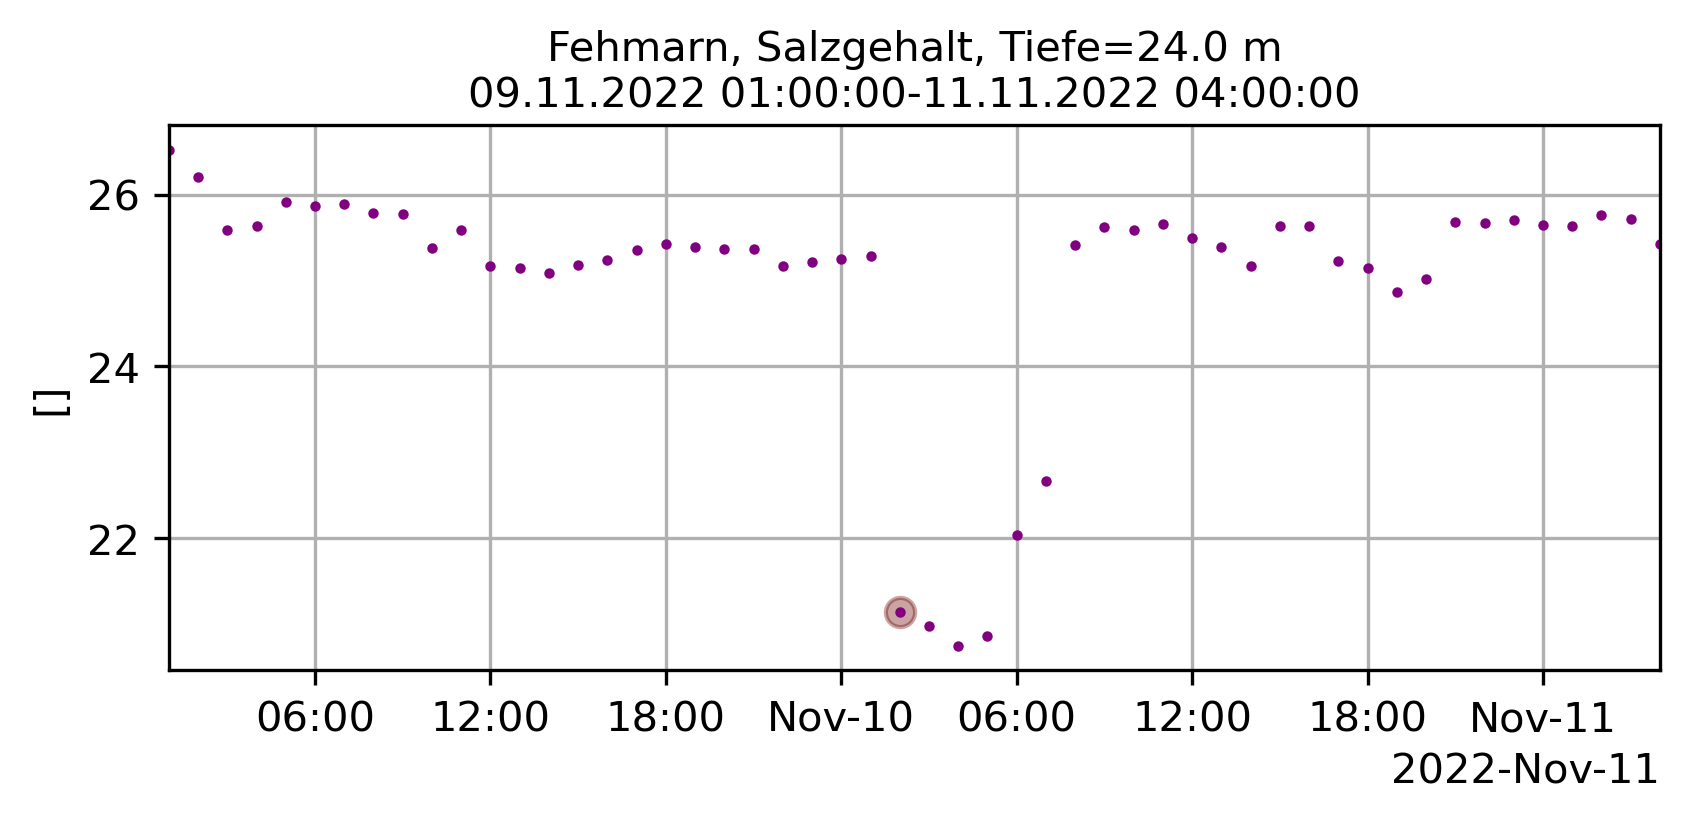 Fehmarn, Salzgehalt, Tiefe=24.0 m
09.11.2022 01:00:00-11.11.2022 04:00:00
26
24
22
[]
06:00 12:00 18:00 Nov-10 06:00 12:00 18:00 Nov-11
2022-Nov-11